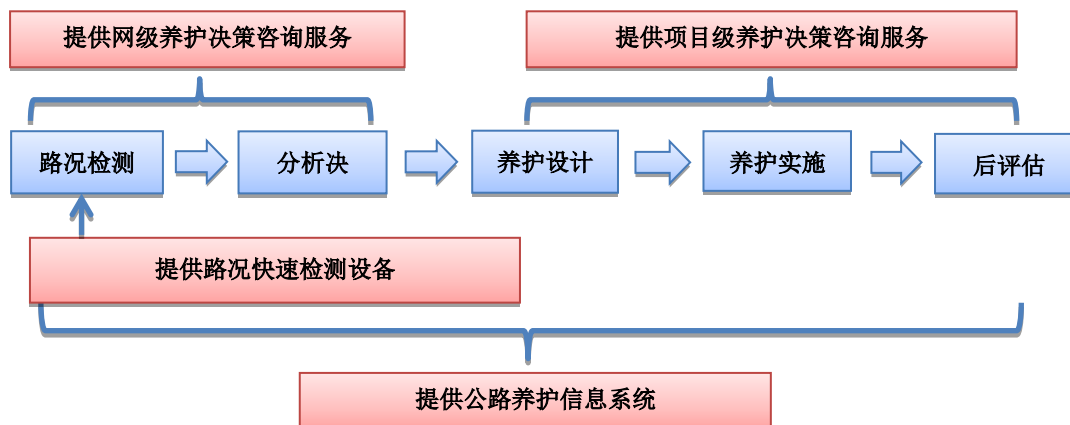 提供网级养护决策咨询服务
提供项目级养护决策咨询服务
路况检测
分析决
养护设计
养护实施
后评估
提供路况快速检测设备
提供公路养护信息系统